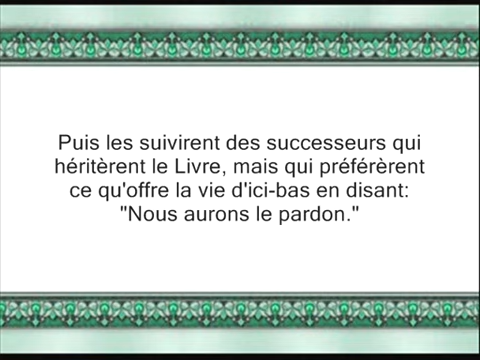 Puis les suivirent des successeurs qui
héritèrent le Livre, mais qui préférèrent
ce qu'offre la vie d'ici-bas en disant:
"Nous aurons le pardon."